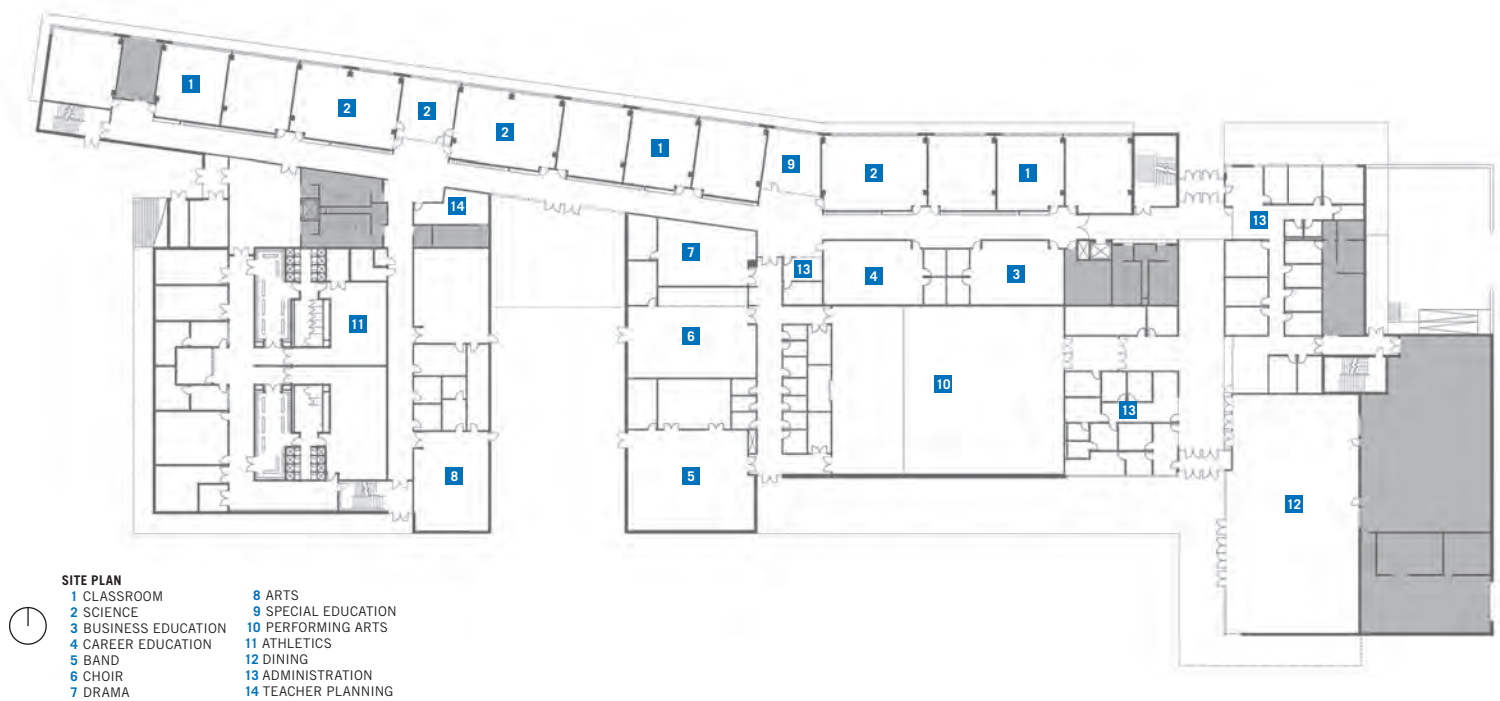 1
2
2
2
1
9
2
1
14
13
7
13
4
3
11
6
10
13
8
5
12
SITE PLAN
1 CLASSROOM
2 SCIENCE
3 BUSINESS EDUCATION
4 CAREER EDUCATION
5 BAND
6 CHOIR
7 DRAMA
8 ARTS
9 SPECIAL EDUCATION
10 PERFORMING ARTS
11 ATHLETICS
12 DINING
13 ADMINISTRATION
14 TEACHER PLANNING